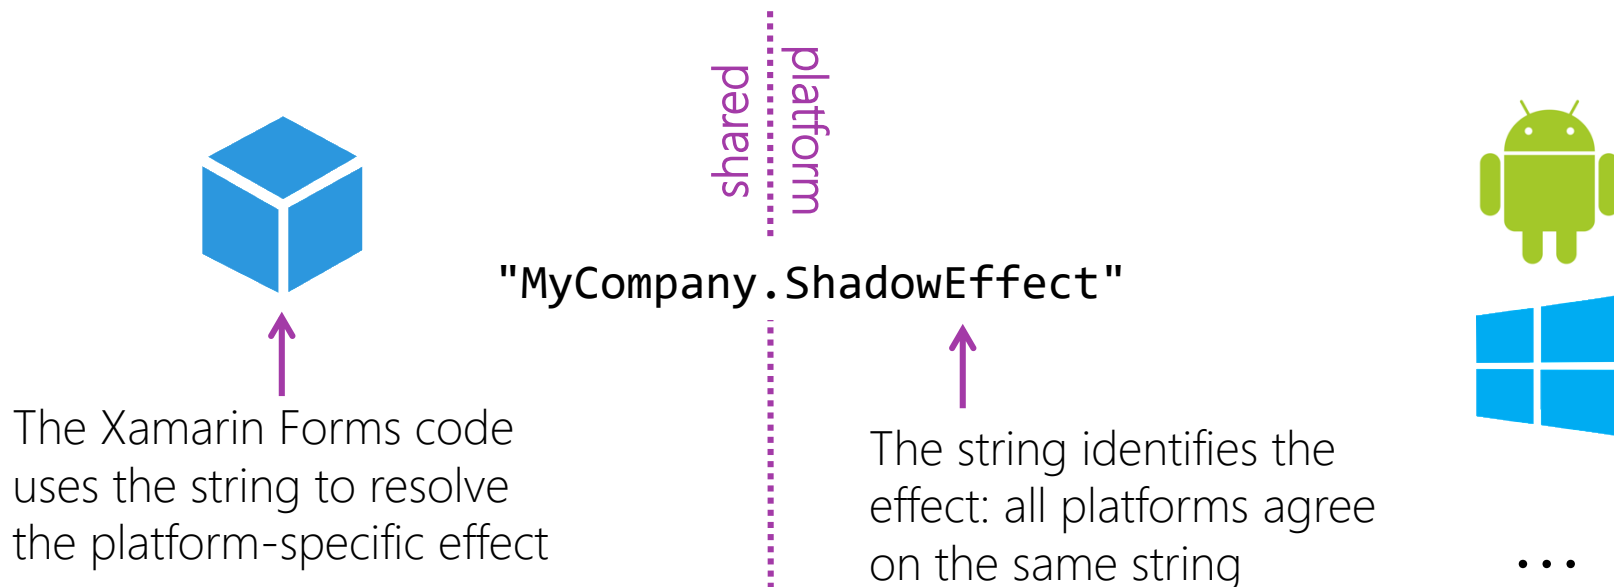 shared
platform
"MyCompany.ShadowEffect"
The Xamarin Forms code
uses the string to resolve
the platform-specific effect
The string identifies the
effect: all platforms agree
on the same string
...